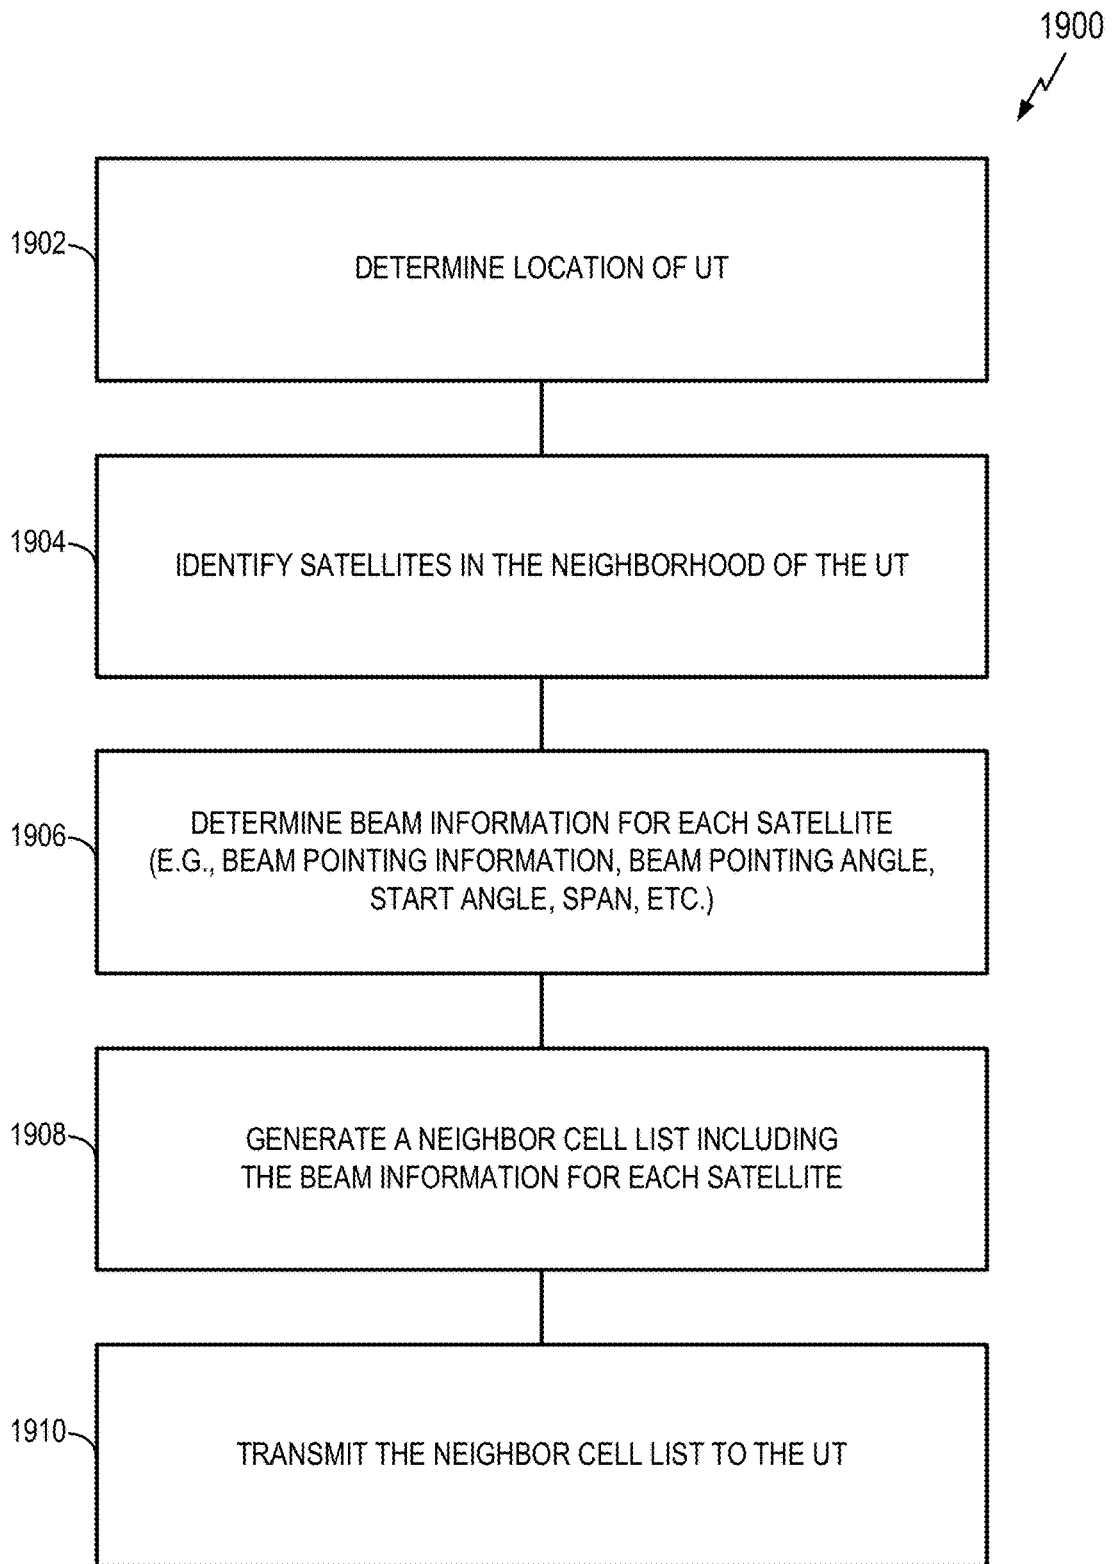 1900
1902
DETERMINE LOCATION OF UT
1904
IDENTIFY SATELLITES IN THE NEIGHBORHOOD OF THE UT
1906
DETERMINE BEAM INFORMATION FOR EACH SATELLITE
(E.G., BEAM POINTING INFORMATION, BEAM POINTING ANGLE,
START ANGLE, SPAN, ETC.)
1908
GENERATE A NEIGHBOR CELL LIST INCLUDING
THE BEAM INFORMATION FOR EACH SATELLITE
1910
TRANSMIT THE NEIGHBOR CELL LIST TO THE UT